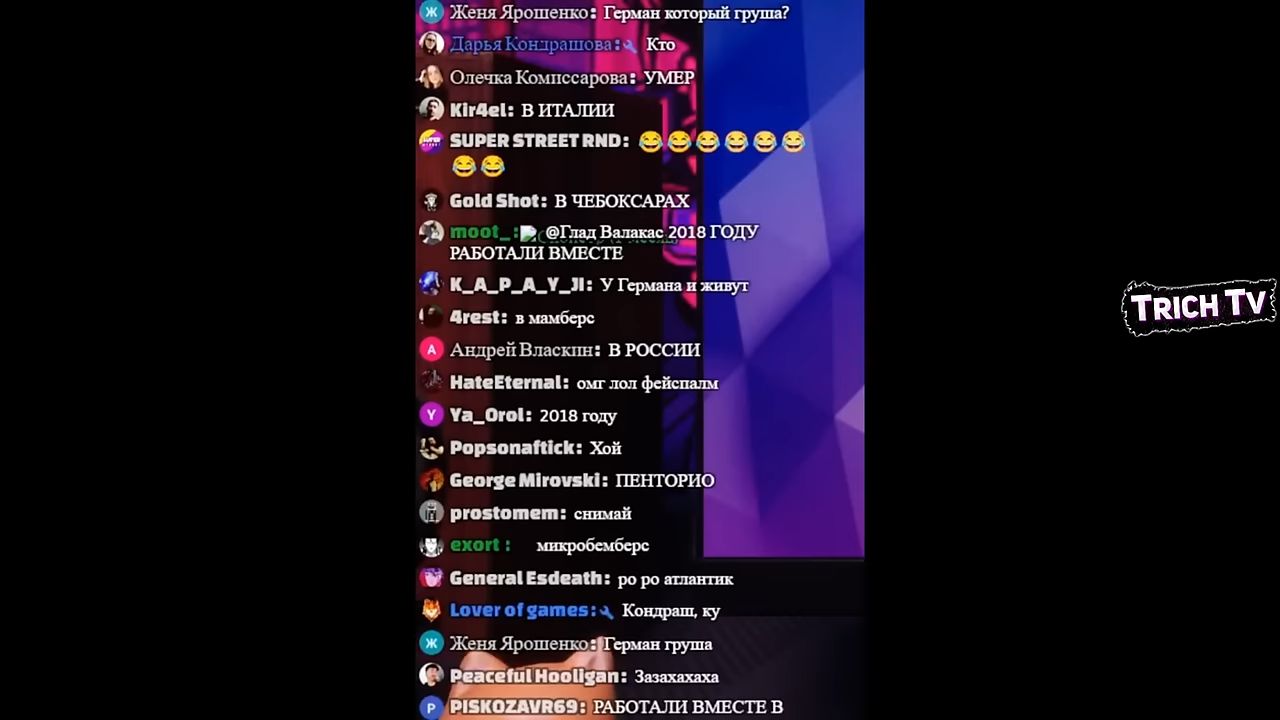 Женя Ярошенко: Герман который груша?
Дарья Кондрашова: Кто
Олечка Комиссарова: УМЕР
Kir4el: В ИТАЛИИ
SUPER STREET RND: 😂😂😂😂😂😂
😂😂
Gold Shot: В ЧЕБОКСАРАХ
moot_: @Глад Валакас 2018 ГОДУ
РАБОТАЛИ ВМЕСТЕ
K_A_P_A_Y_JI: У Германа и живут
4rest: в мамберс
TRICH TV
А Андрей Власкин: В РОССИИ
HateEternal: омг лол фейспалм
Y Ya_Orol: 2018 году
Popsonaftick: Хой
George Mirovski: ПЕНТОРИО
prostomem: снимай
exort : микробемберс
General Esdeath: ро ро атлантик
Lover of games: Кондраш, ку
Ж Женя Ярошенко: Герман груша
Peaceful Hooligan: Зазахахаха
P PISKOZAVR69: РАБОТАЛИ ВМЕСТЕ В